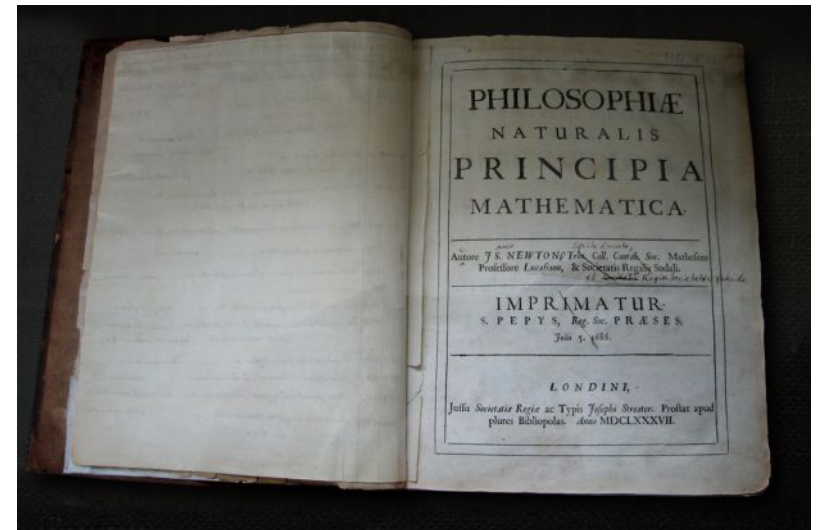 PHILOSOPHIÆ
NATURALIS
PRINCIPIA
MATHEMATICA.
Autore JS. NEWTON, Trin. Coll. Cantab. Soc. Matheseos
Professore Lucasiano, & Societatis Regalis Sodali.
IMPRIMATUR.
S. PEPYS, Reg. Soc. PRÆSES.
Julii 5. 1686.
LONDINI,
Jussu Societatis Regiæ ac Typis Josephi Streater. Prostat apud
plures Bibliopolas. Anno MDCLXXXVII.